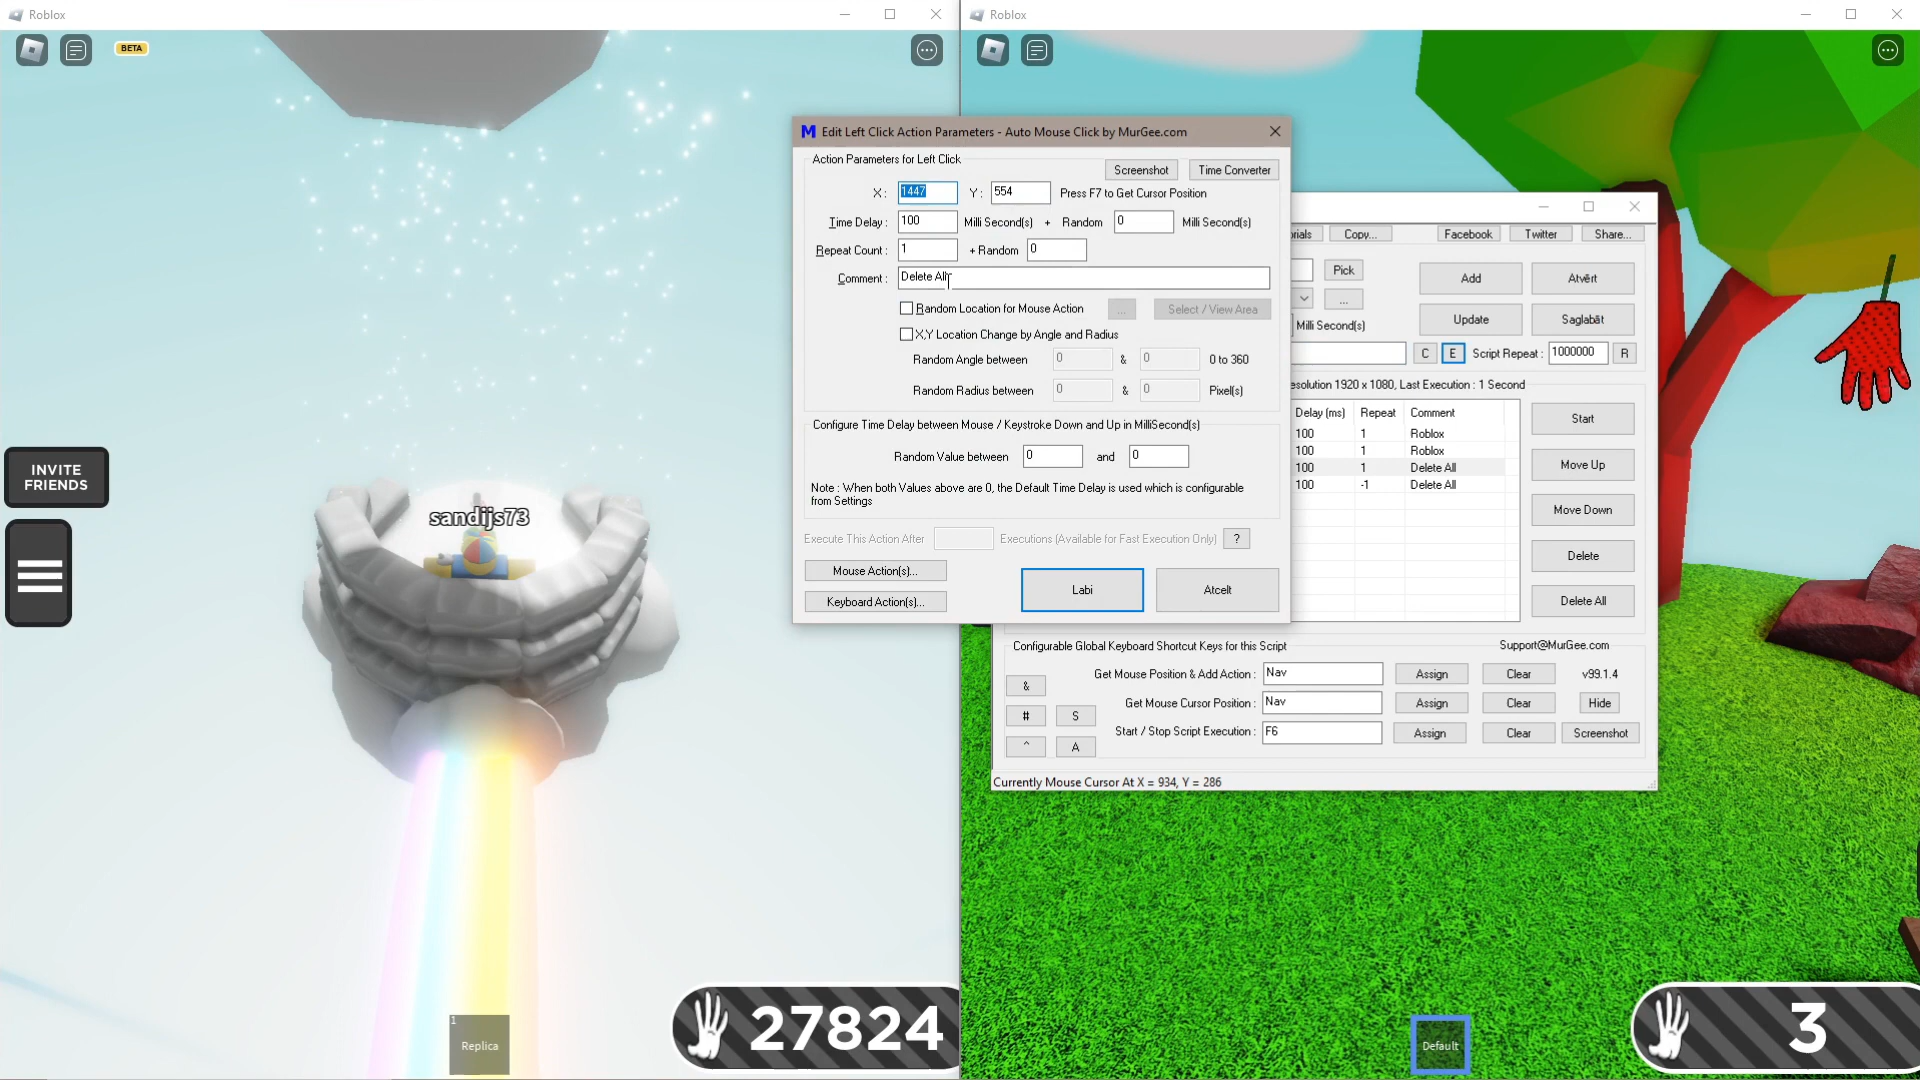 Roblox
Roblox
BETA
INVITE
FRIENDS
sandijs73
1
Replica
27824
Edit Left Click Action Parameters - Auto Mouse Click by MurGee.com
Action Parameters for Left Click
Screenshot
Time Converter
X: 1447 Y: 554 Press F7 to Get Cursor Position
Time Delay: 100 Milli Second(s) + Random 0 Milli Second(s)
Repeat Count: 1 + Random 0
Comment: Delete All
Random Location for Mouse Action ... Select / View Area
X,Y Location Change by Angle and Radius
Random Angle between 0 & 0 0 to 360
Random Radius between 0 & 0 Pixel(s)
Configure Time Delay between Mouse / Keystroke Down and Up in MilliSecond(s)
Random Value between 0 and 0
Note : When both Values above are 0, the Default Time Delay is used which is configurable
from Settings
Execute This Action After Executions (Available for Fast Execution Only) ?
Mouse Action(s)...
Keyboard Action(s)...
Labi
Atcelt
rials Copy... Facebook Twitter Share...
Pick Add Atvērt
... Update Saglabāt
Milli Second(s)
C E Script Repeat : 1000000 R
esolution 1920 x 1080, Last Execution : 1 Second
Delay (ms) Repeat Comment
100 1 Roblox
100 1 Roblox
100 1 Delete All
100 -1 Delete All
Start
Move Up
Move Down
Delete
Delete All
Configurable Global Keyboard Shortcut Keys for this Script
Support@MurGee.com
Get Mouse Position & Add Action : Nav Assign Clear v99.1.4
Get Mouse Cursor Position : Nav Assign Clear Hide
Start / Stop Script Execution : F6 Assign Clear Screenshot
&
# S
^ A
Currently Mouse Cursor At X = 934, Y = 286
Default
3